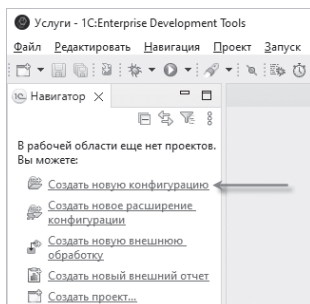 Услуги - 1C:Enterprise Development Tools
Файл Редактировать Навигация Проект Запуск
Навигатор
В рабочей области еще нет проектов.
Вы можете:
Создать новую конфигурацию
Создать новое расширение
конфигурации
Создать новую внешнюю
обработку
Создать новый внешний отчет
Создать проект...